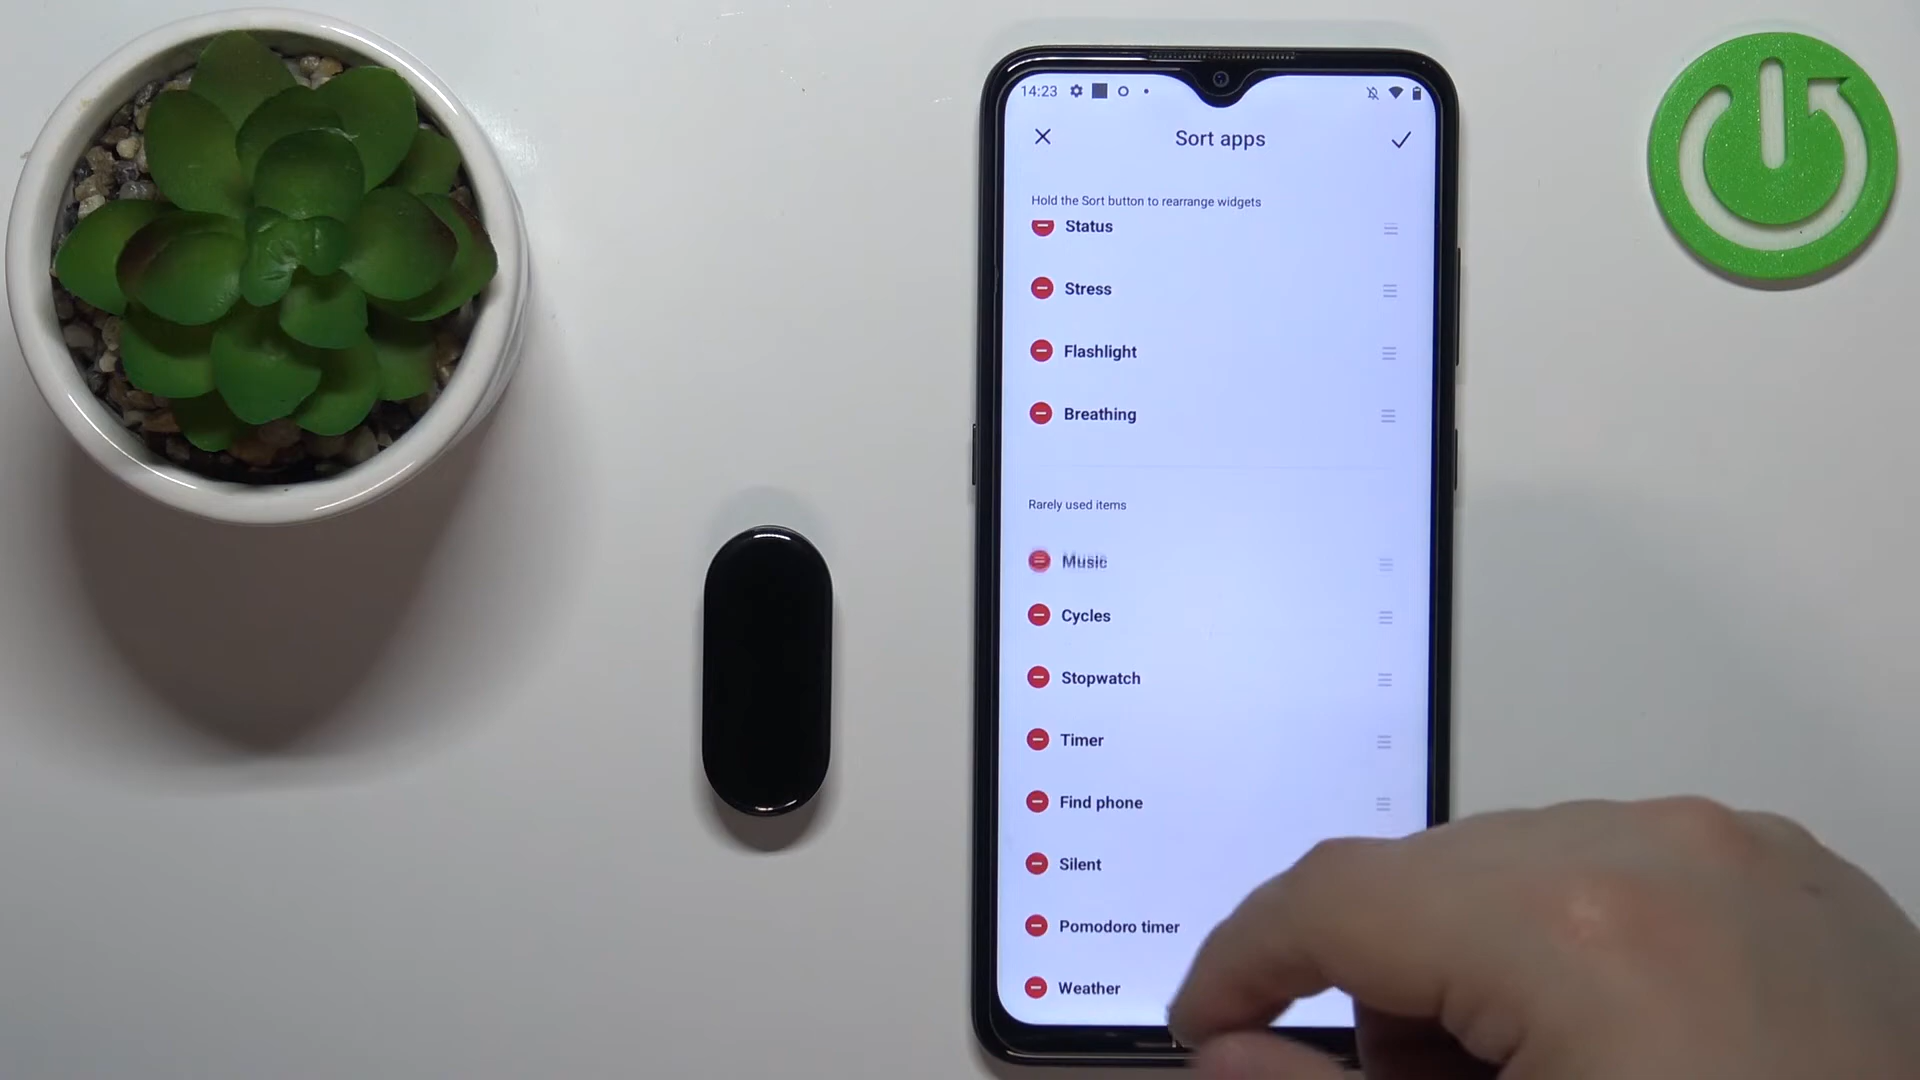 14:23
Sort apps
Hold the Sort button to rearrange widgets
Status
Stress
Flashlight
Breathing
Rarely used items
Music
Cycles
Stopwatch
Timer
Find phone
Silent
Pomodoro timer
Weather